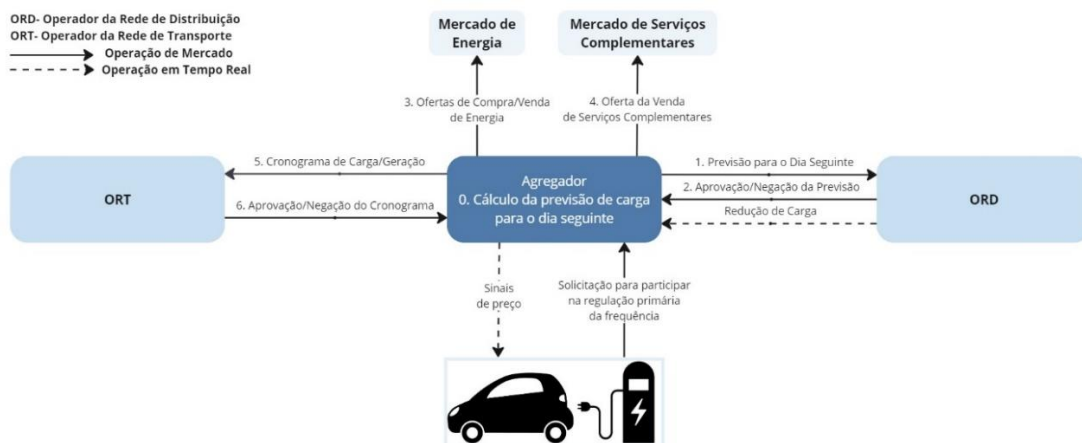 ORD- Operador da Rede de Distribuição
ORT- Operador da Rede de Transporte
Operação de Mercado
Operação em Tempo Real
Mercado de
Energia
Mercado de Serviços
Complementares
3. Ofertas de Compra/Venda
de Energia
4. Oferta da Venda
de Serviços Complementares
5. Cronograma de Carga/Geração
1. Previsão para o Dia Seguinte
ORT
Agregador
0. Cálculo da previsão de carga
para o dia seguinte
2. Aprovação/Negação da Previsão
ORD
6. Aprovação/Negação do Cronograma
Redução de Carga
Sinais
de preço
Solicitação para participar
na regulação primária
da frequência